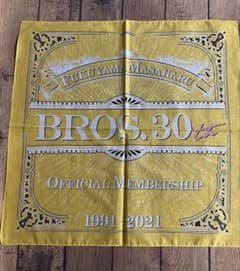 FUKUYAMA MASAHARU
BROS. 30th
OFFICIAL MEMBERSHIP
1991-2021